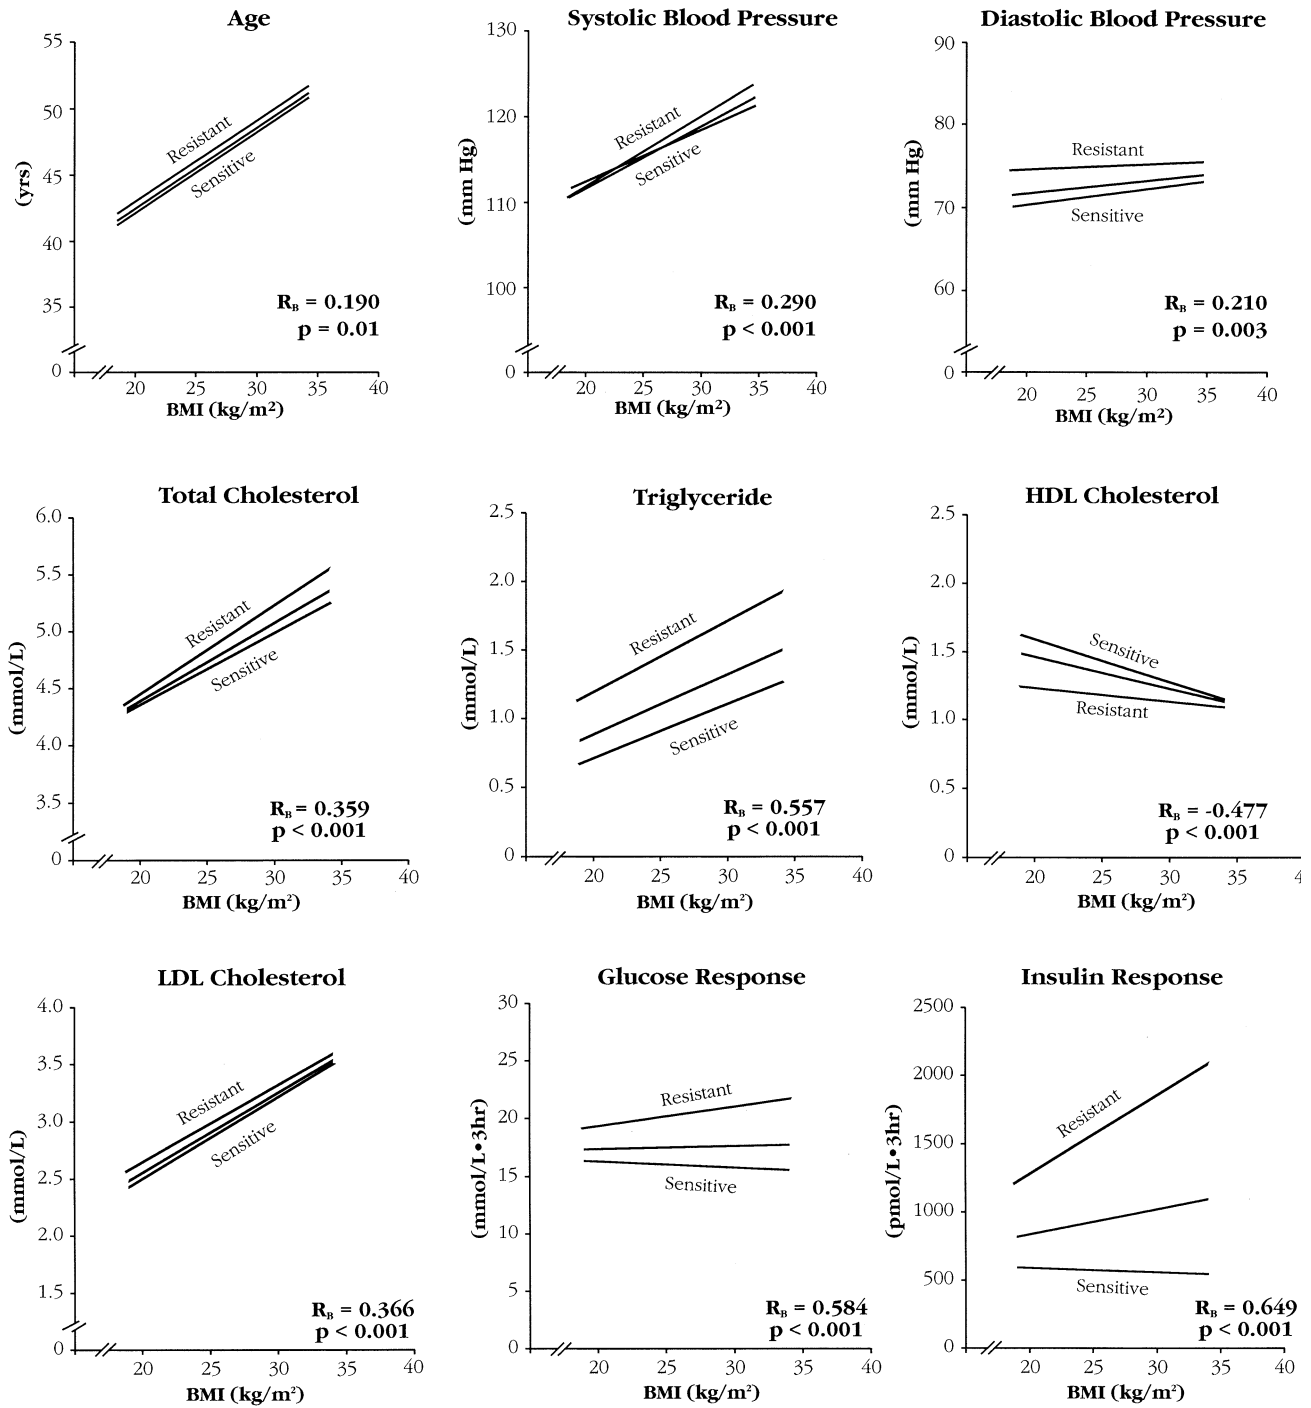 Age
55
50
45
40
35
0
(yrs)
Resistant
Sensitive
R_B = 0.190
p = 0.01
20 25 30 35 40
BMI (kg/m²)
Systolic Blood Pressure
130
120
110
100
0
(mm Hg)
Resistant
Sensitive
R_B = 0.290
p < 0.001
20 25 30 35 40
BMI (kg/m²)
Diastolic Blood Pressure
90
80
70
60
0
(mm Hg)
Resistant
Sensitive
R_B = 0.210
p = 0.003
20 25 30 35 40
BMI (kg/m²)
Total Cholesterol
6.0
5.5
5.0
4.5
4.0
3.5
0
(mmol/L)
Resistant
Sensitive
R_B = 0.359
p < 0.001
20 25 30 35 40
BMI (kg/m²)
Triglyceride
2.5
2.0
1.5
1.0
0.5
0
(mmol/L)
Resistant
Sensitive
R_B = 0.557
p < 0.001
20 25 30 35 40
BMI (kg/m²)
HDL Cholesterol
2.5
2.0
1.5
1.0
0.5
0
(mmol/L)
Sensitive
Resistant
R_B = -0.477
p < 0.001
20 25 30 35 4
BMI (kg/m²)
LDL Cholesterol
4.0
3.5
3.0
2.5
2.0
1.5
0
(mmol/L)
Resistant
Sensitive
R_B = 0.366
p < 0.001
20 25 30 35 40
BMI (kg/m²)
Glucose Response
30
25
20
15
10
5
0
(mmol/L•3hr)
Resistant
Sensitive
R_B = 0.584
p < 0.001
20 25 30 35 40
BMI (kg/m²)
Insulin Response
2500
2000
1500
1000
500
0
(pmol/L•3hr)
Resistant
Sensitive
R_B = 0.649
p < 0.001
20 25 30 35 40
BMI (kg/m²)